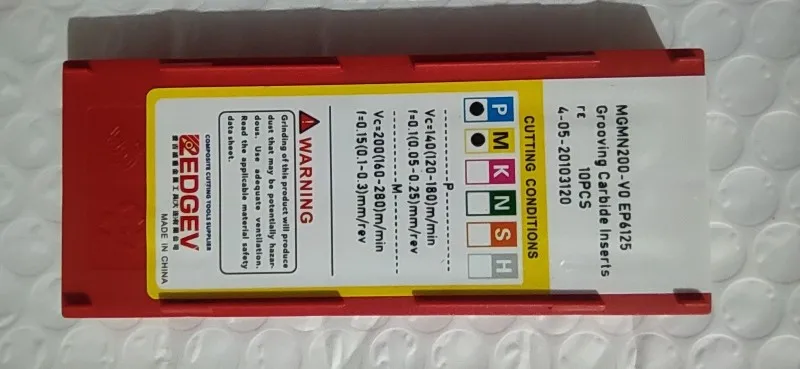 MGMN200-V0 EP6125
Grooving Carbide Inserts
rε 10PCS
4-05-20103120
CUTTING CONDITIONS
P M K N S H
P
Vc=140(120-180)m/min
f=0.1(0.05-0.25)mm/rev
M
Vc=200(160-280)m/min
f=0.15(0.1-0.3)mm/rev
WARNING
Grinding of this product will produce
dust that may be potentially hazar-
dous. Use adequate ventilation.
Read the applicable material safety
data sheet.
COMPOSITE CUTTING TOOLS SUPPLIER
EDGEV
MADE IN CHINA